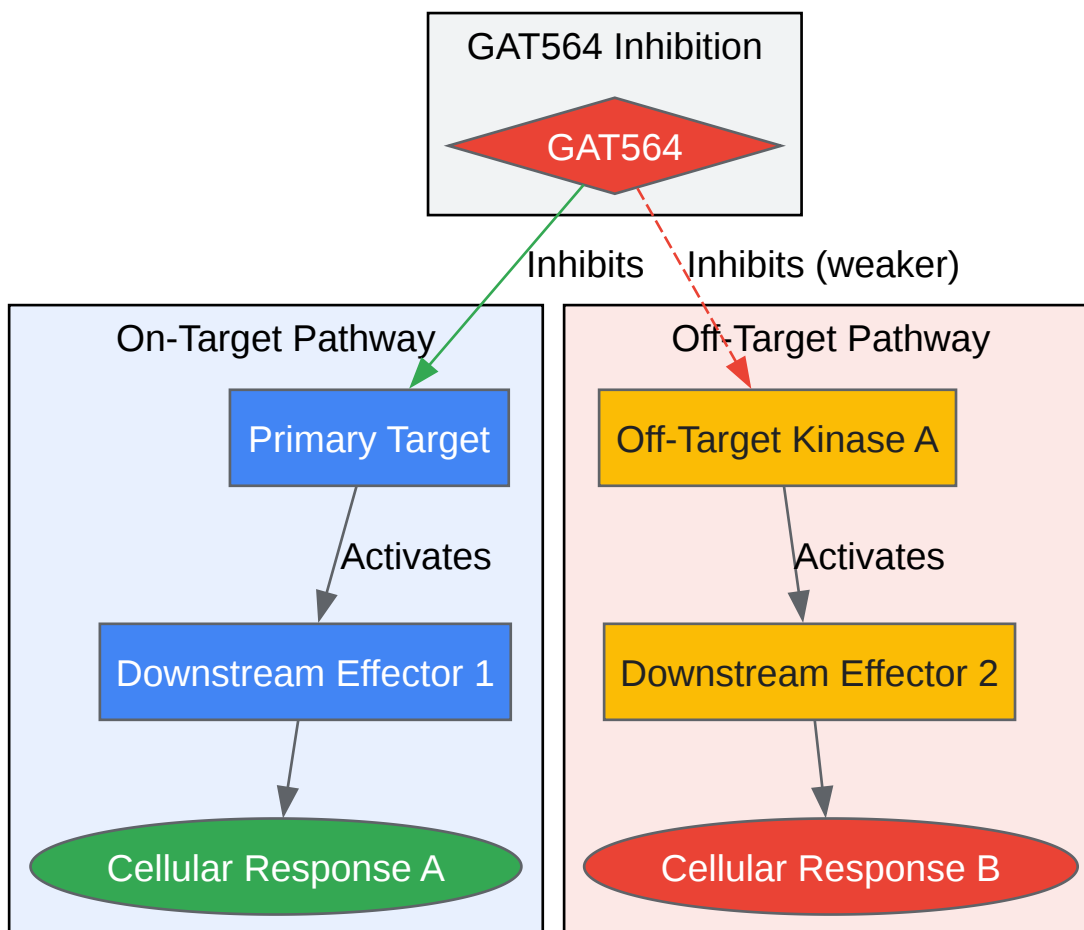 GAT564 Inhibition
GAT564
Inhibits
Inhibits (weaker)
On-Target Pathway
Off-Target Pathway
Primary Target
Off-Target Kinase A
Activates
Activates
Downstream Effector 1
Downstream Effector 2
Cellular Response A
Cellular Response B